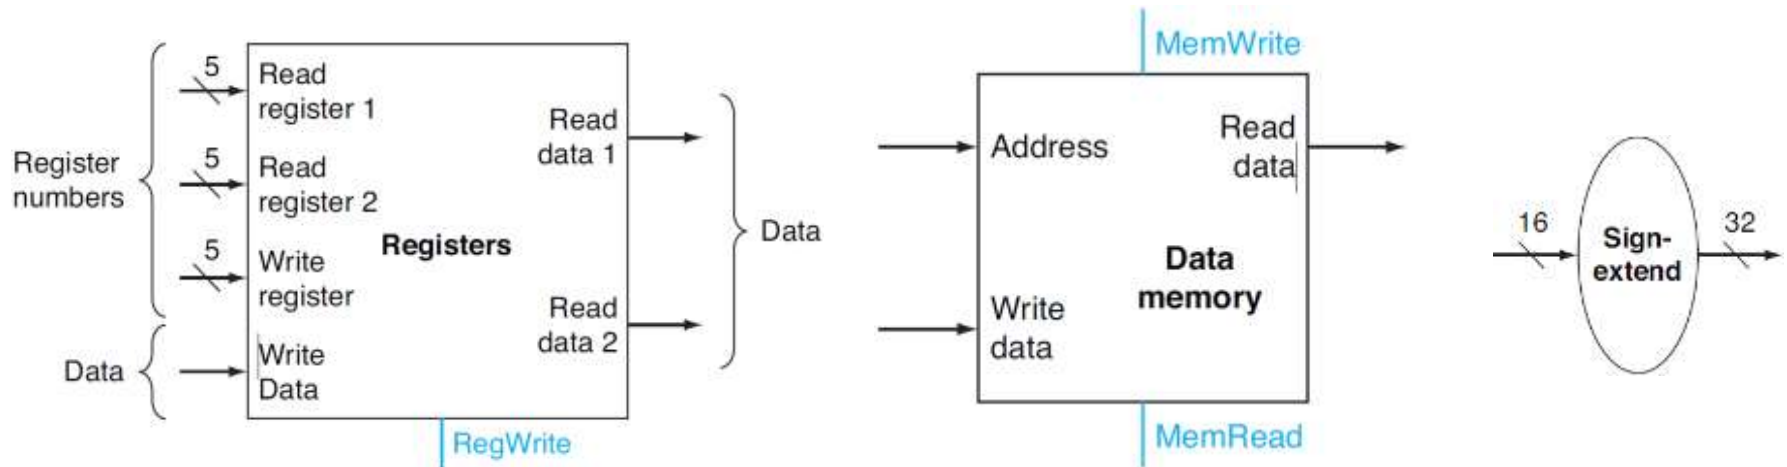 Register
numbers
Data
5
Read
register 1
5
Read
register 2
5
Write
register
Write
Data
Registers
Read
data 1
Read
data 2
RegWrite
Data
MemWrite
Address
Read
data
Write
data
Data
memory
MemRead
16
Sign-
extend
32